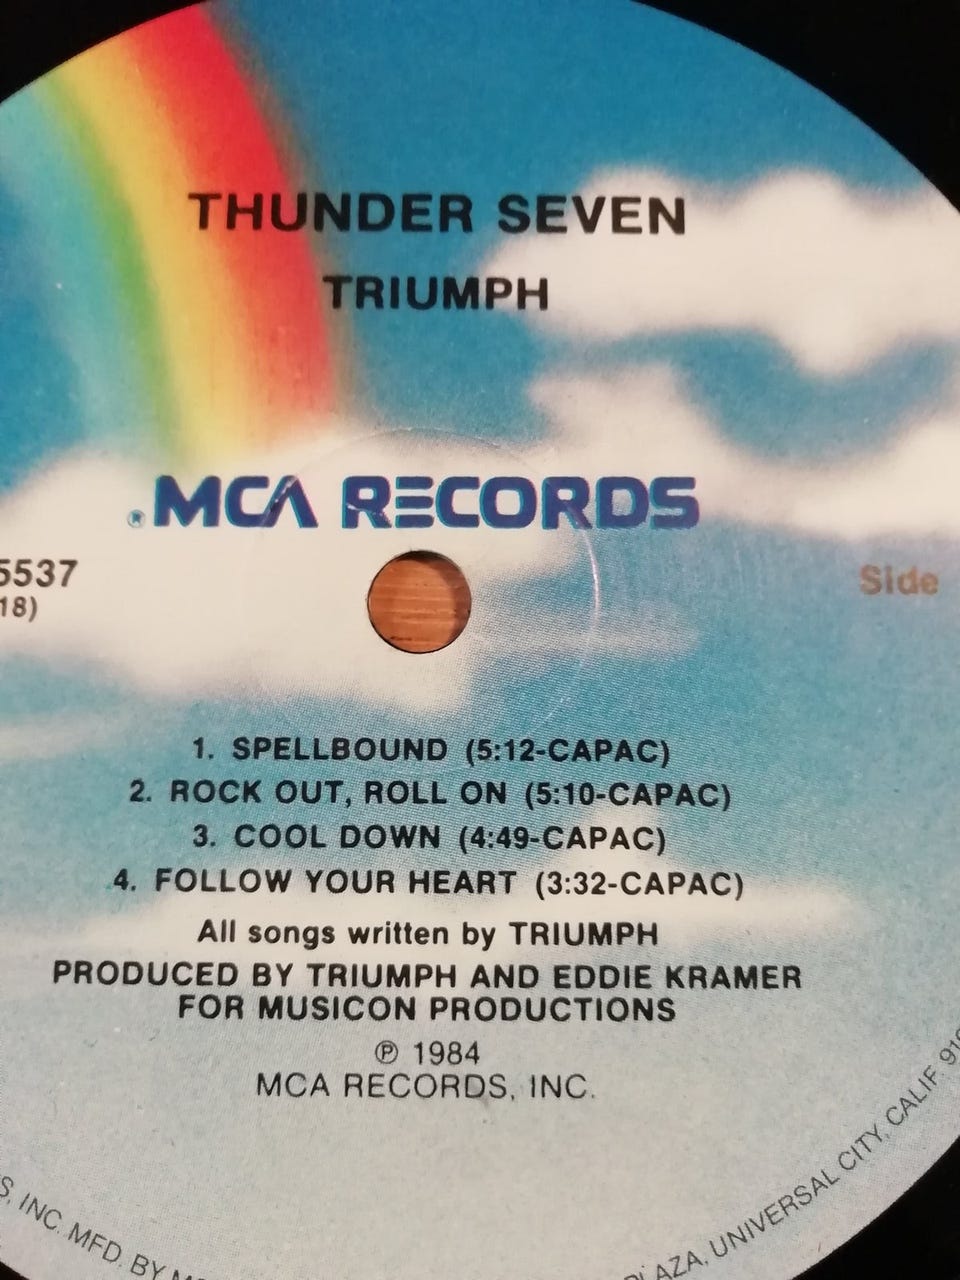 THUNDER SEVEN
TRIUMPH
® MCA RECORDS
5537
18)
Side
1. SPELLBOUND (5:12-CAPAC)
2. ROCK OUT, ROLL ON (5:10-CAPAC)
3. COOL DOWN (4:49-CAPAC)
4. FOLLOW YOUR HEART (3:32-CAPAC)
All songs written by TRIUMPH
PRODUCED BY TRIUMPH AND EDDIE KRAMER
FOR MUSICON PRODUCTIONS
℗ 1984
MCA RECORDS, INC.
S, INC. MFD. BY
PLAZA, UNIVERSAL CITY, CALIF.